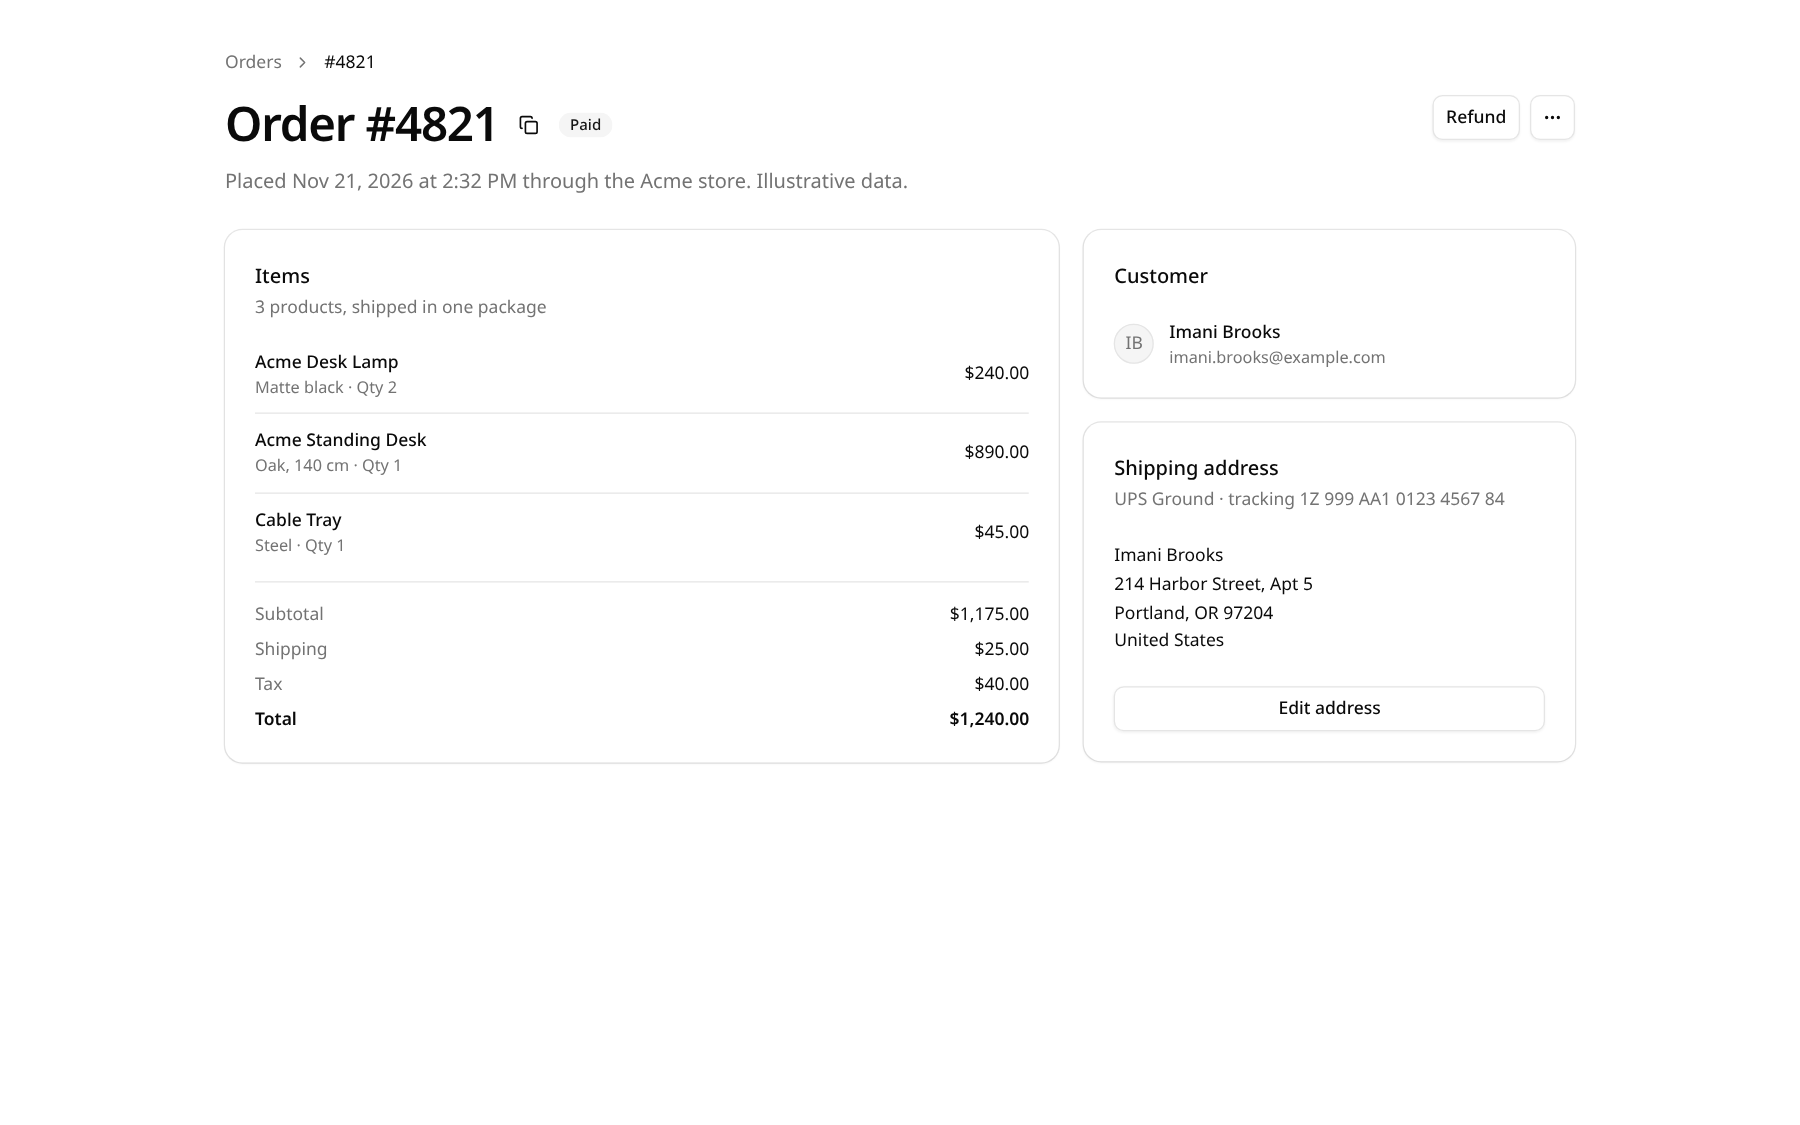 Orders > #4821
Order #4821 Paid
Refund ···
Placed Nov 21, 2026 at 2:32 PM through the Acme store. Illustrative data.
Items
3 products, shipped in one package
Acme Desk Lamp
Matte black · Qty 2
$240.00
Acme Standing Desk
Oak, 140 cm · Qty 1
$890.00
Cable Tray
Steel · Qty 1
$45.00
Subtotal $1,175.00
Shipping $25.00
Tax $40.00
Total $1,240.00
Customer
IB
Imani Brooks
imani.brooks@example.com
Shipping address
UPS Ground · tracking 1Z 999 AA1 0123 4567 84
Imani Brooks
214 Harbor Street, Apt 5
Portland, OR 97204
United States
Edit address